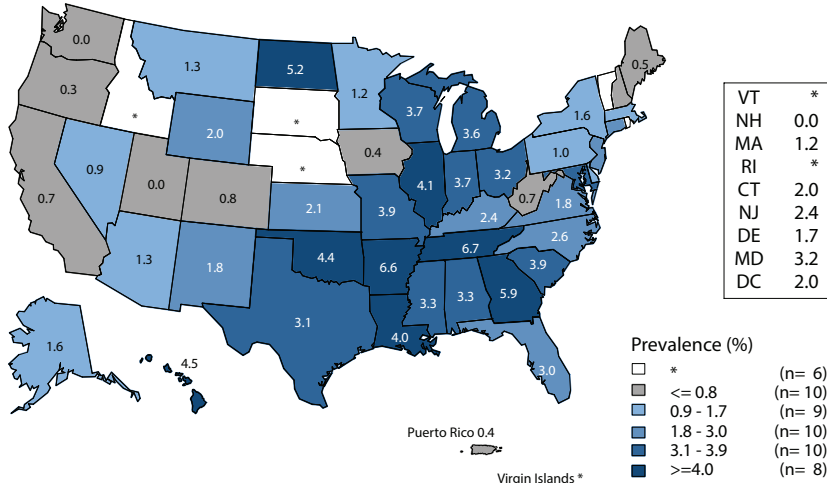 0.0
0.5
0.3
1.3
5.2
1.2
1.6
3.7
3.6
*
2.0
*
0.4
1.0
0.9
0.0
0.8
*
4.1
3.7
3.2
0.7
0.7
2.1
3.9
2.4
1.8
1.3
1.8
4.4
6.6
6.7
2.6
3.9
3.1
3.3
3.3
5.9
4.0
3.0
1.6
4.5
VT *
NH 0.0
MA 1.2
RI *
CT 2.0
NJ 2.4
DE 1.7
MD 3.2
DC 2.0
Prevalence (%)
* (n= 6)
<= 0.8 (n= 10)
0.9 - 1.7 (n= 9)
1.8 - 3.0 (n= 10)
3.1 - 3.9 (n= 10)
>=4.0 (n= 8)
Puerto Rico 0.4
Virgin Islands *